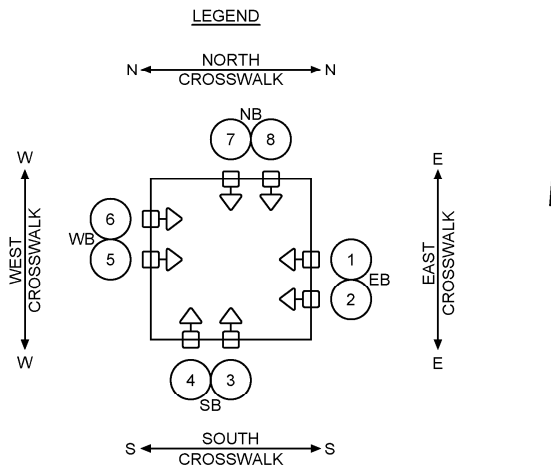 LEGEND
NORTH
N N
CROSSWALK
NB
7 8
W
E
6
WB
5
WEST
CROSSWALK
1
EB
2
EAST
CROSSWALK
W
E
4 3
SB
SOUTH
S S
CROSSWALK